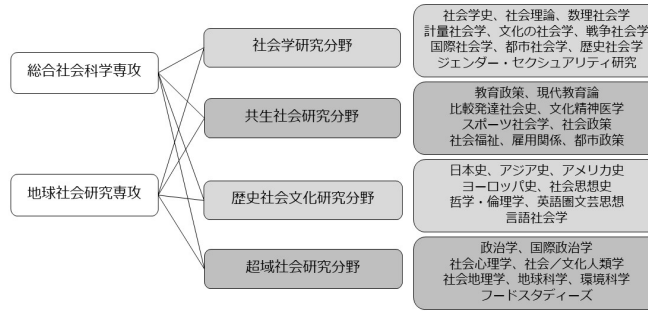 総合社会科学専攻
地球社会研究専攻
社会学研究分野
社会学史、社会理論、数理社会学
計量社会学、文化の社会学、戦争社会学
国際社会学、都市社会学、歴史社会学
ジェンダー・セクシュアリティ研究
共生社会研究分野
教育政策、現代教育論
比較発達社会史、文化精神医学
スポーツ社会学、社会政策
社会福祉、雇用関係、都市政策
歴史社会文化研究分野
日本史、アジア史、アメリカ史
ヨーロッパ史、社会思想史
哲学・倫理学、英語圏文芸思想
言語社会学
超域社会研究分野
政治学、国際政治学
社会心理学、社会／文化人類学
社会地理学、地球科学、環境科学
フードスタディーズ